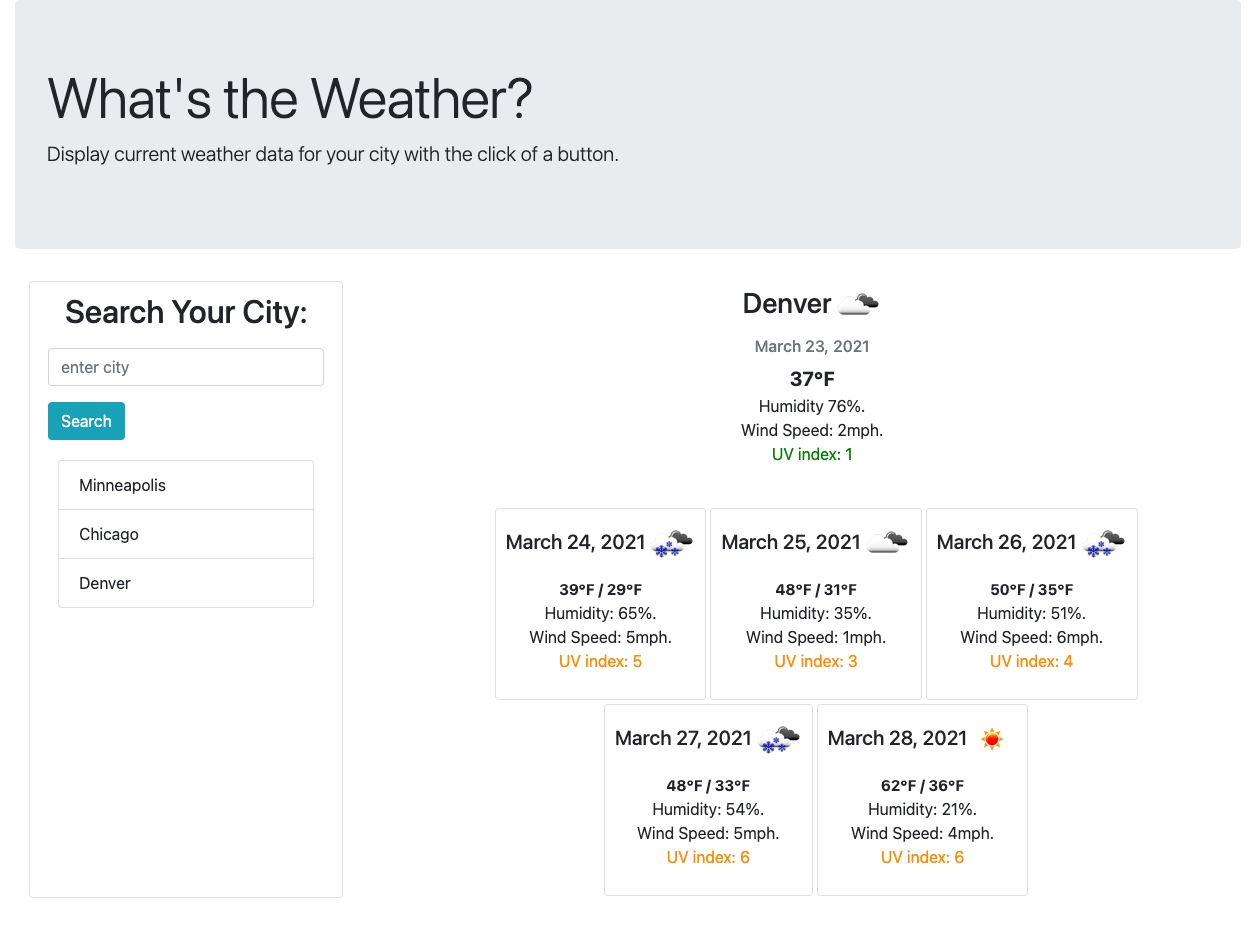 What's the Weather?
Display current weather data for your city with the click of a button.
Search Your City:
enter city
Search
Minneapolis
Chicago
Denver
Denver
March 23, 2021
37°F
Humidity 76%.
Wind Speed: 2mph.
UV index: 1
March 24, 2021
39°F / 29°F
Humidity: 65%.
Wind Speed: 5mph.
UV index: 5
March 25, 2021
48°F / 31°F
Humidity: 35%.
Wind Speed: 1mph.
UV index: 3
March 26, 2021
50°F / 35°F
Humidity: 51%.
Wind Speed: 6mph.
UV index: 4
March 27, 2021
48°F / 33°F
Humidity: 54%.
Wind Speed: 5mph.
UV index: 6
March 28, 2021
62°F / 36°F
Humidity: 21%.
Wind Speed: 4mph.
UV index: 6